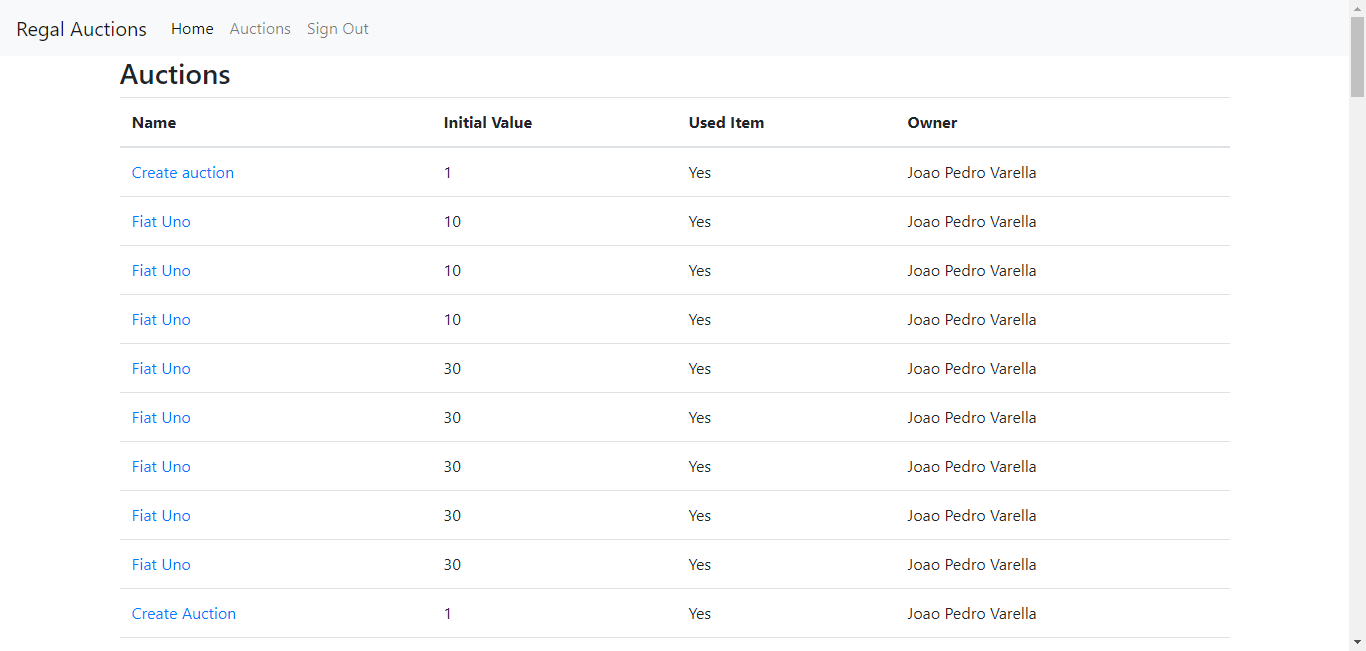 Regal Auctions Home Auctions Sign Out
Auctions
Name Initial Value Used Item Owner
Create auction 1 Yes Joao Pedro Varella
Fiat Uno 10 Yes Joao Pedro Varella
Fiat Uno 10 Yes Joao Pedro Varella
Fiat Uno 10 Yes Joao Pedro Varella
Fiat Uno 30 Yes Joao Pedro Varella
Fiat Uno 30 Yes Joao Pedro Varella
Fiat Uno 30 Yes Joao Pedro Varella
Fiat Uno 30 Yes Joao Pedro Varella
Fiat Uno 30 Yes Joao Pedro Varella
Create Auction 1 Yes Joao Pedro Varella